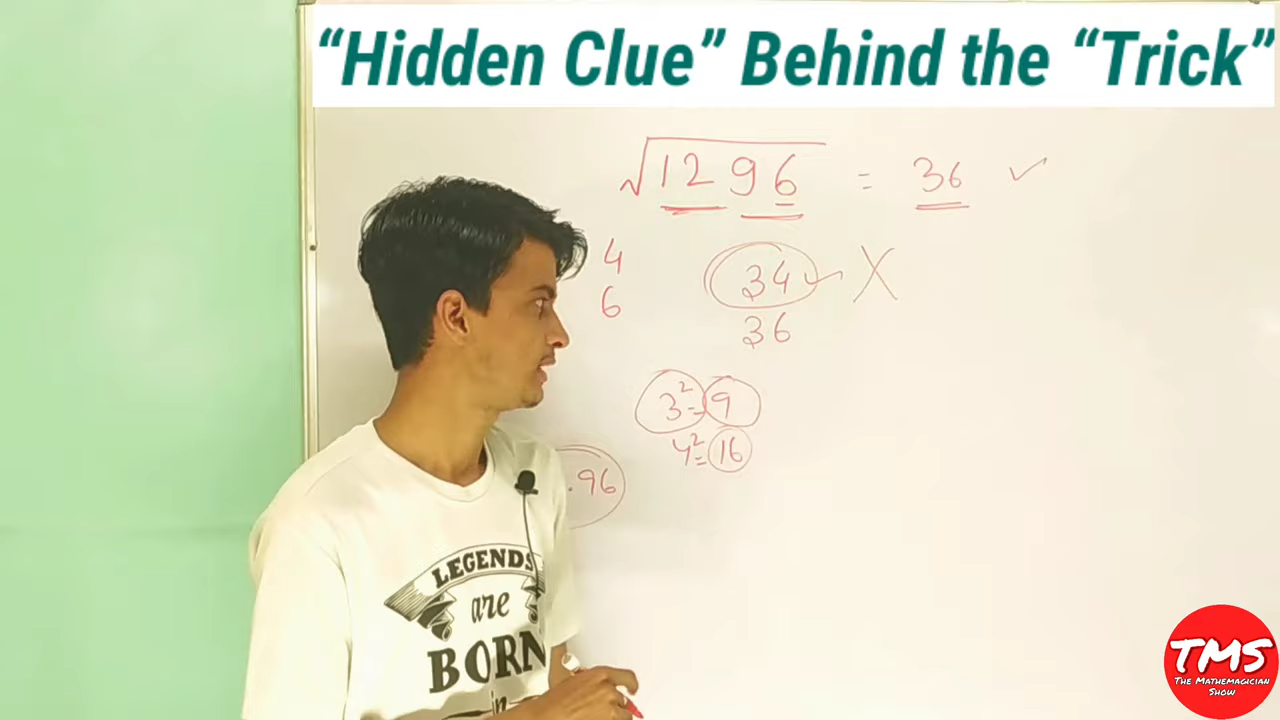 “Hidden Clue” Behind the “Trick”
√1296 = 36 ✓
4
34 ✓ X
6
36
3² = 9
4² = 16
.96
LEGENDS
are
BORN
in
TMS
THE MATHEMAGICIAN
SHOW